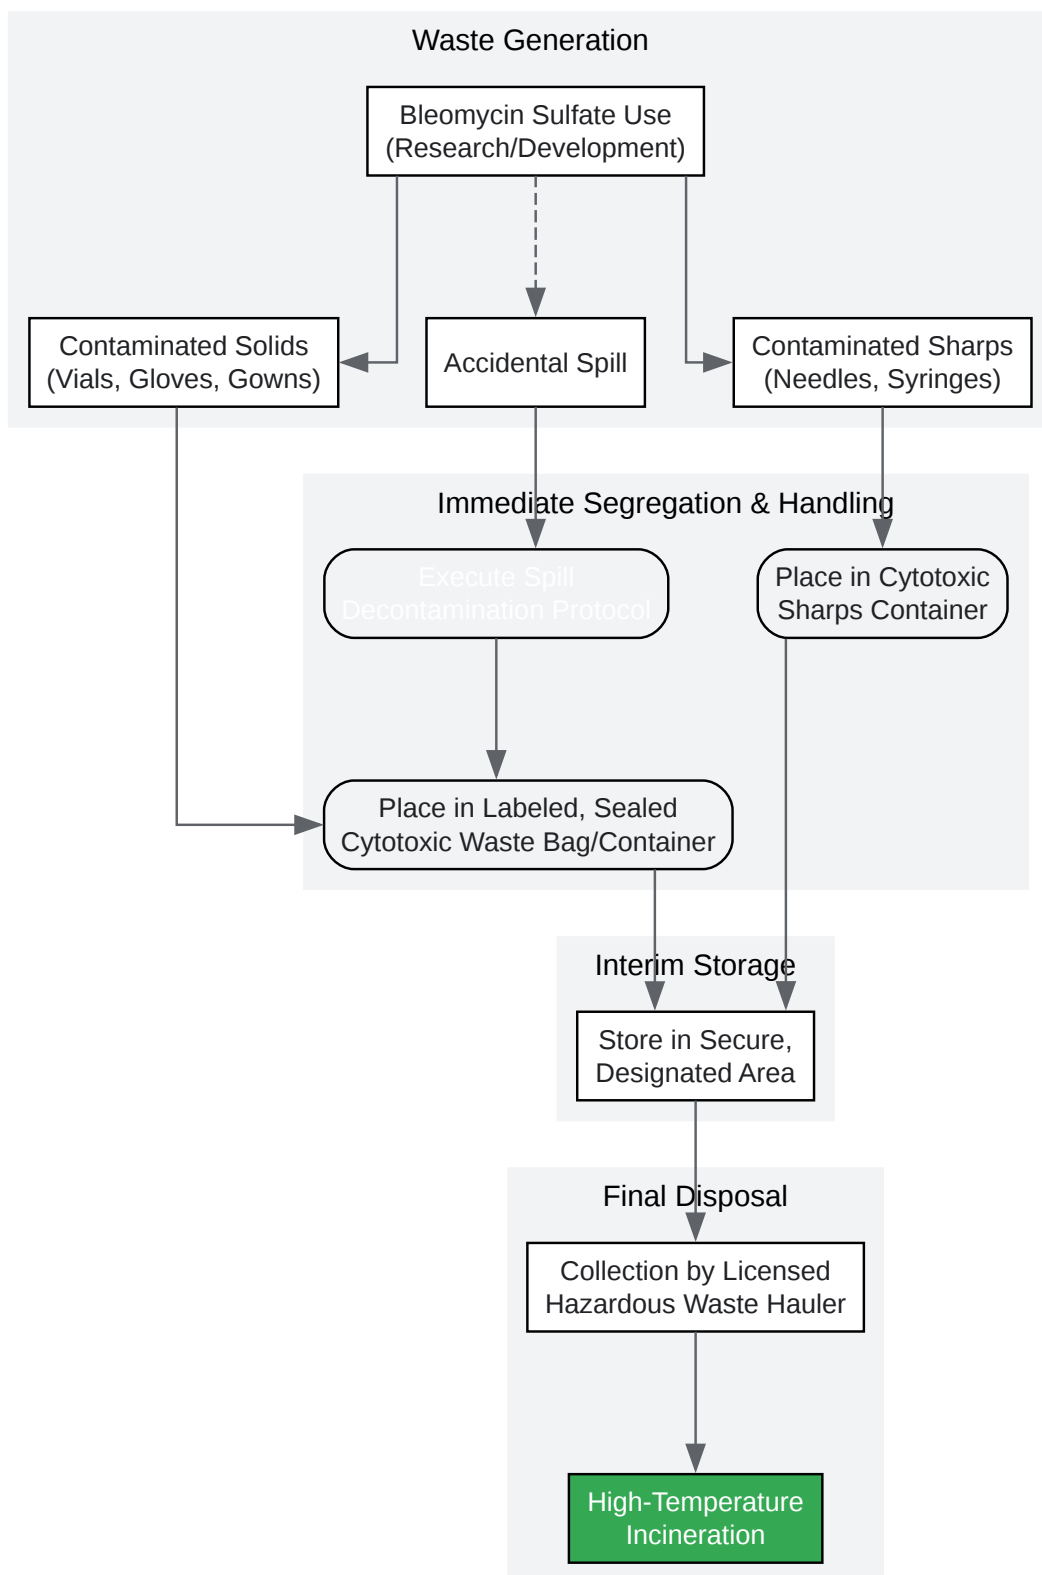 Waste Generation
Bleomycin Sulfate Use
(Research/Development)
Contaminated Solids
(Vials, Gloves, Gowns)
Accidental Spill
Contaminated Sharps
(Needles, Syringes)
Immediate Segregation & Handling
Execute Spill
Decontamination Protocol
Place in Cytotoxic
Sharps Container
Place in Labeled, Sealed
Cytotoxic Waste Bag/Container
Interim Storage
Store in Secure,
Designated Area
Final Disposal
Collection by Licensed
Hazardous Waste Hauler
High-Temperature
Incineration